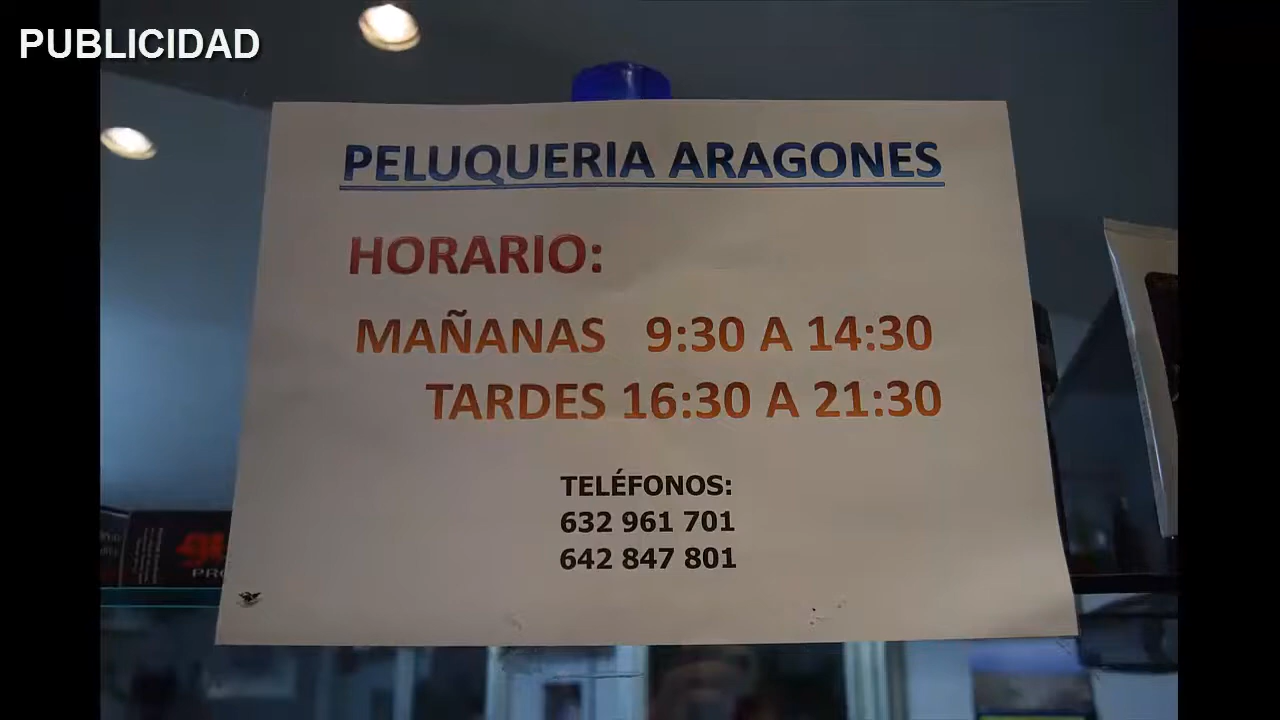 PUBLICIDAD
PELUQUERIA ARAGONES
HORARIO:
MAÑANAS 9:30 A 14:30
TARDES 16:30 A 21:30
TELÉFONOS:
632 961 701
642 847 801